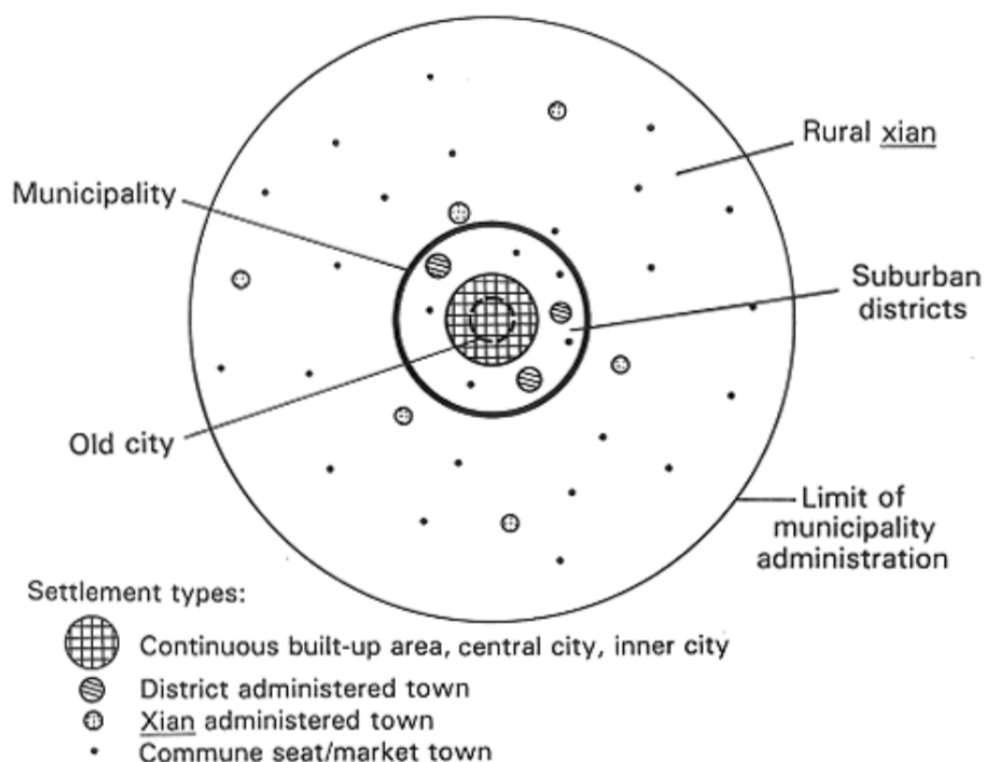 Rural xian
Municipality
Suburban
districts
Old city
Limit of
municipality
administration
Settlement types:
Continuous built-up area, central city, inner city
District administered town
Xian administered town
Commune seat/market town